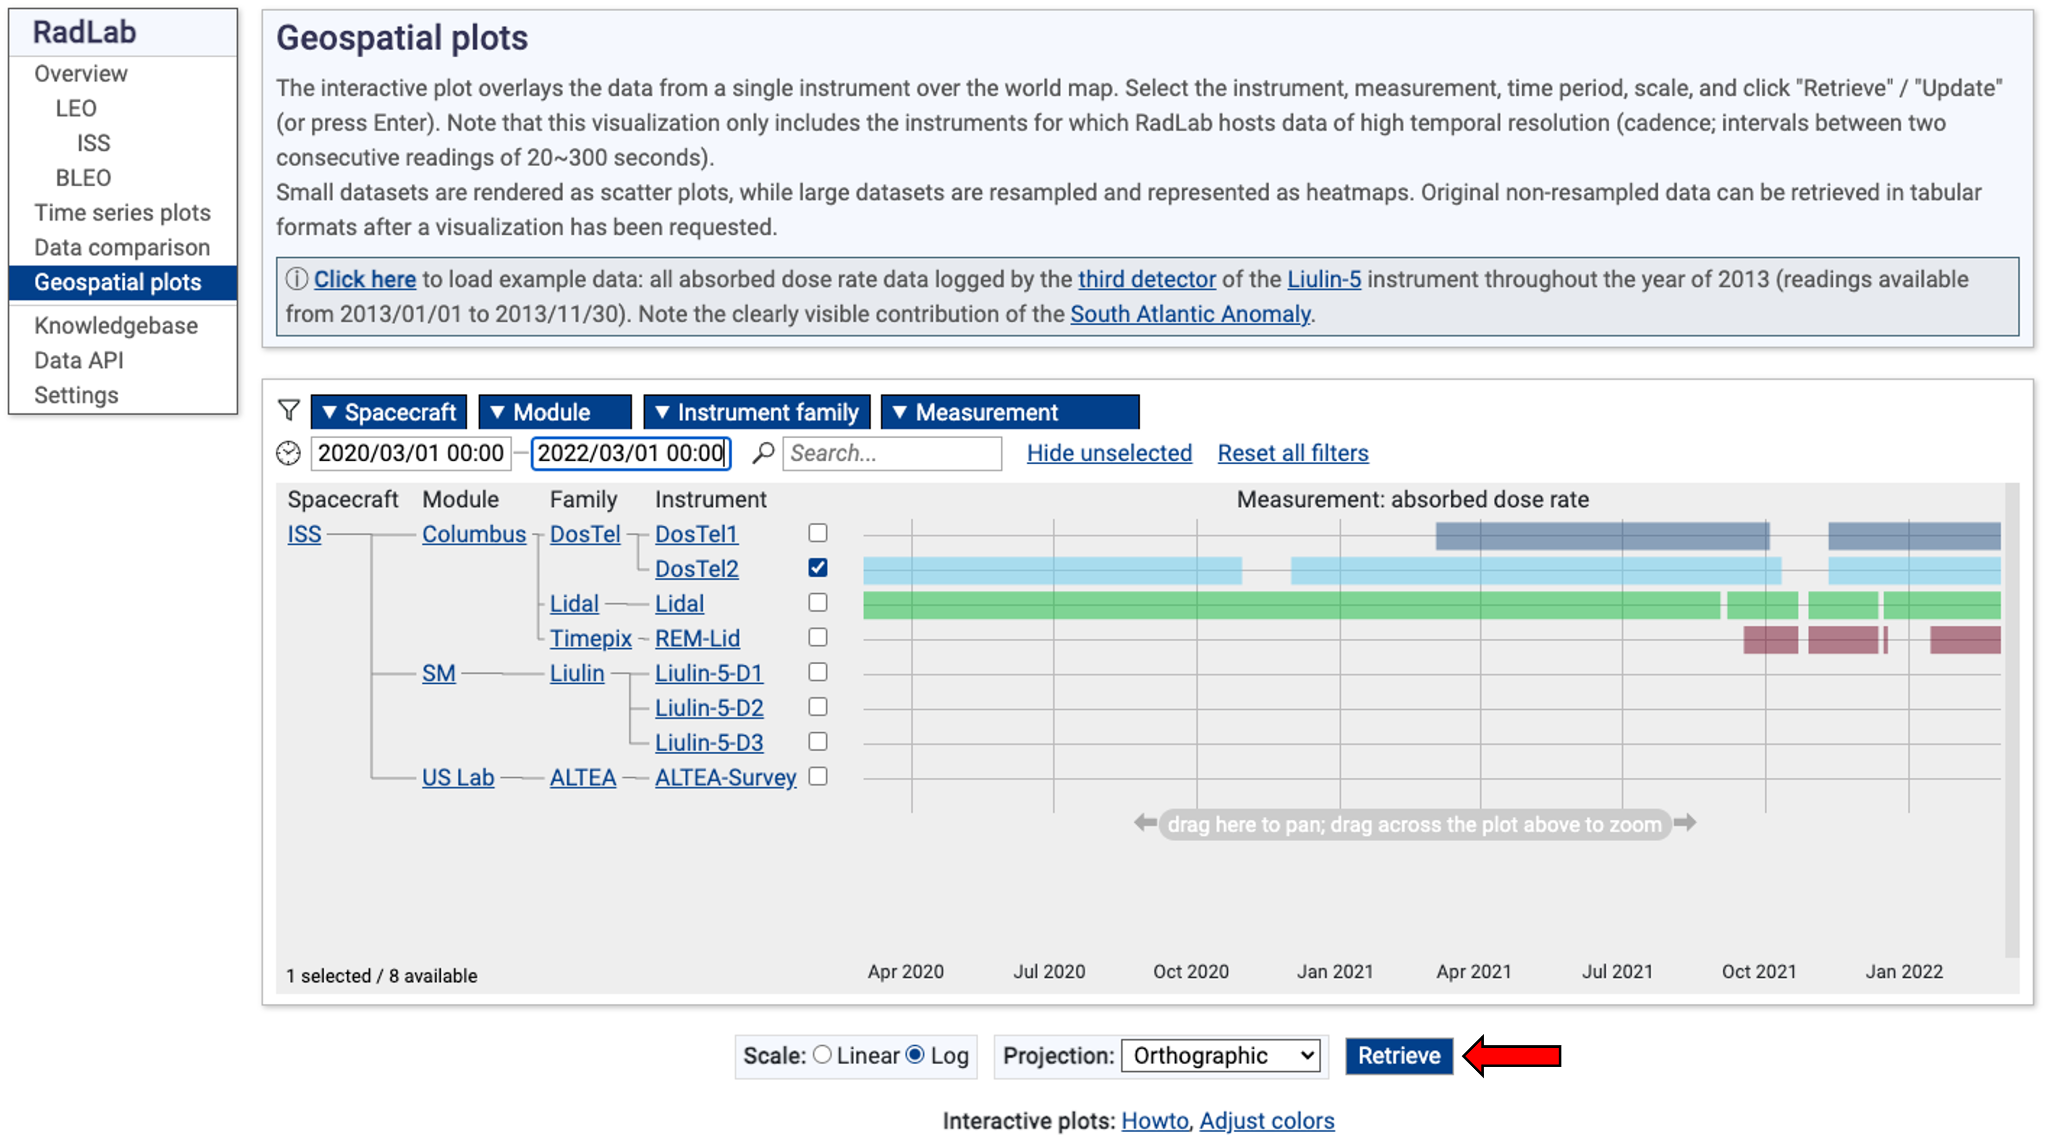 RadLab
Overview
LEO
ISS
BLEO
Time series plots
Data comparison
Geospatial plots
Knowledgebase
Data API
Settings
Geospatial plots
The interactive plot overlays the data from a single instrument over the world map. Select the instrument, measurement, time period, scale, and click "Retrieve" / "Update"
(or press Enter). Note that this visualization only includes the instruments for which RadLab hosts data of high temporal resolution (cadence; intervals between two
consecutive readings of 20~300 seconds).
Small datasets are rendered as scatter plots, while large datasets are resampled and represented as heatmaps. Original non-resampled data can be retrieved in tabular
formats after a visualization has been requested.
ⓘ Click here to load example data: all absorbed dose rate data logged by the third detector of the Liulin-5 instrument throughout the year of 2013 (readings available
from 2013/01/01 to 2013/11/30). Note the clearly visible contribution of the South Atlantic Anomaly.
▼ Spacecraft ▼ Module ▼ Instrument family ▼ Measurement
2020/03/01 00:00 – 2022/03/01 00:00 Search... Hide unselected Reset all filters
Spacecraft Module Family Instrument Measurement: absorbed dose rate
ISS Columbus DosTel DosTel1
DosTel2
Lidal Lidal
Timepix REM-Lid
SM Liulin Liulin-5-D1
Liulin-5-D2
Liulin-5-D3
US Lab ALTEA ALTEA-Survey
drag here to pan; drag across the plot above to zoom
1 selected / 8 available Apr 2020 Jul 2020 Oct 2020 Jan 2021 Apr 2021 Jul 2021 Oct 2021 Jan 2022
Scale: Linear Log Projection: Orthographic Retrieve
Interactive plots: Howto, Adjust colors